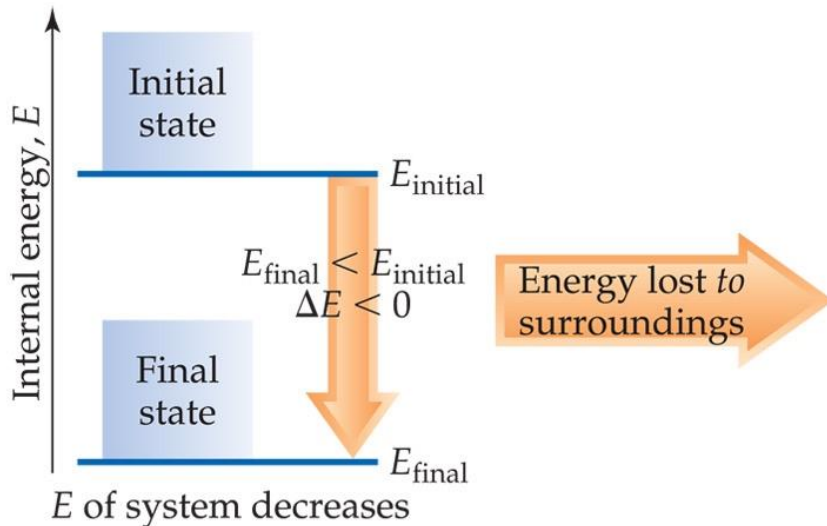 Internal energy, E
Initial
state
E_initial
E_final < E_initial
ΔE < 0
Energy lost to
surroundings
Final
state
E_final
E of system decreases